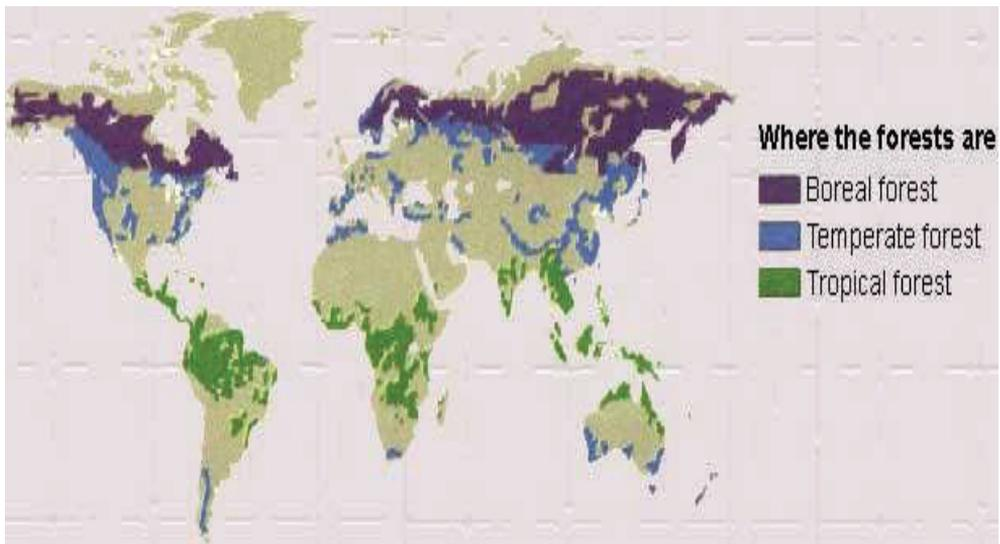 Where the forests are
Boreal forest
Temperate forest
Tropical forest